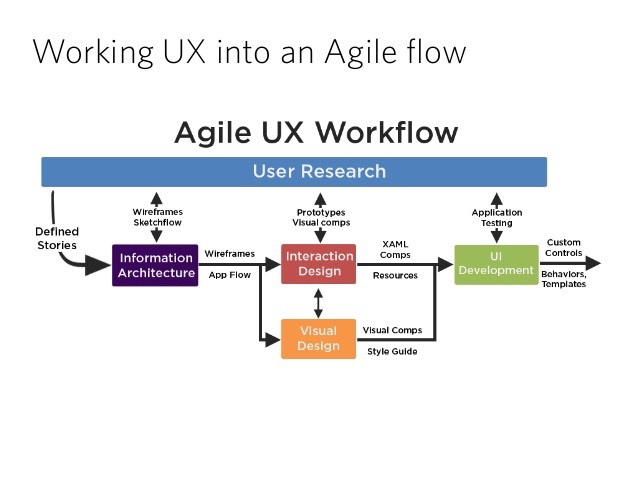 Working UX into an Agile flow
Agile UX Workflow
User Research
Defined
Stories
Wireframes
Sketchflow
Prototypes
Visual comps
Application
Testing
Information
Architecture
Wireframes
App Flow
Interaction
Design
XAML
Comps
Resources
UI
Development
Custom
Controls
Behaviors,
Templates
Visual
Design
Visual Comps
Style Guide